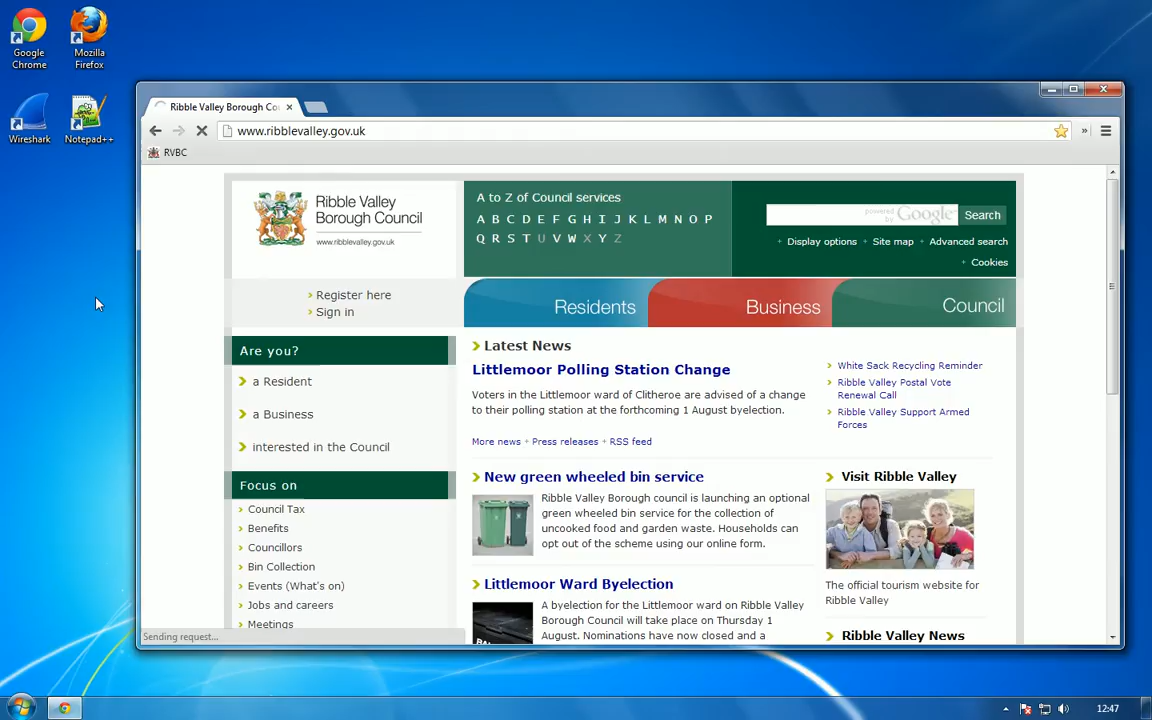 Google
Chrome
Mozilla
Firefox
Wireshark
Notepad++
Ribble Valley Borough Co
www.ribblevalley.gov.uk
RVBC
Ribble Valley
Borough Council
www.ribblevalley.gov.uk
A to Z of Council services
A B C D E F G H I J K L M N O P
Q R S T U V W X Y Z
powered by Google
Search
+ Display options + Site map + Advanced search
+ Cookies
Register here
Sign in
Residents
Business
Council
Are you?
a Resident
a Business
interested in the Council
Focus on
Council Tax
Benefits
Councillors
Bin Collection
Events (What's on)
Jobs and careers
Meetings
Sending request...
Latest News
Littlemoor Polling Station Change
Voters in the Littlemoor ward of Clitheroe are advised of a change
to their polling station at the forthcoming 1 August byelection.
More news + Press releases + RSS feed
White Sack Recycling Reminder
Ribble Valley Postal Vote
Renewal Call
Ribble Valley Support Armed
Forces
New green wheeled bin service
Ribble Valley Borough council is launching an optional
green wheeled bin service for the collection of
uncooked food and garden waste. Households can
opt out of the scheme using our online form.
Littlemoor Ward Byelection
A byelection for the Littlemoor ward on Ribble Valley
Borough Council will take place on Thursday 1
August. Nominations have now closed and a
Visit Ribble Valley
The official tourism website for
Ribble Valley
Ribble Valley News
12:47